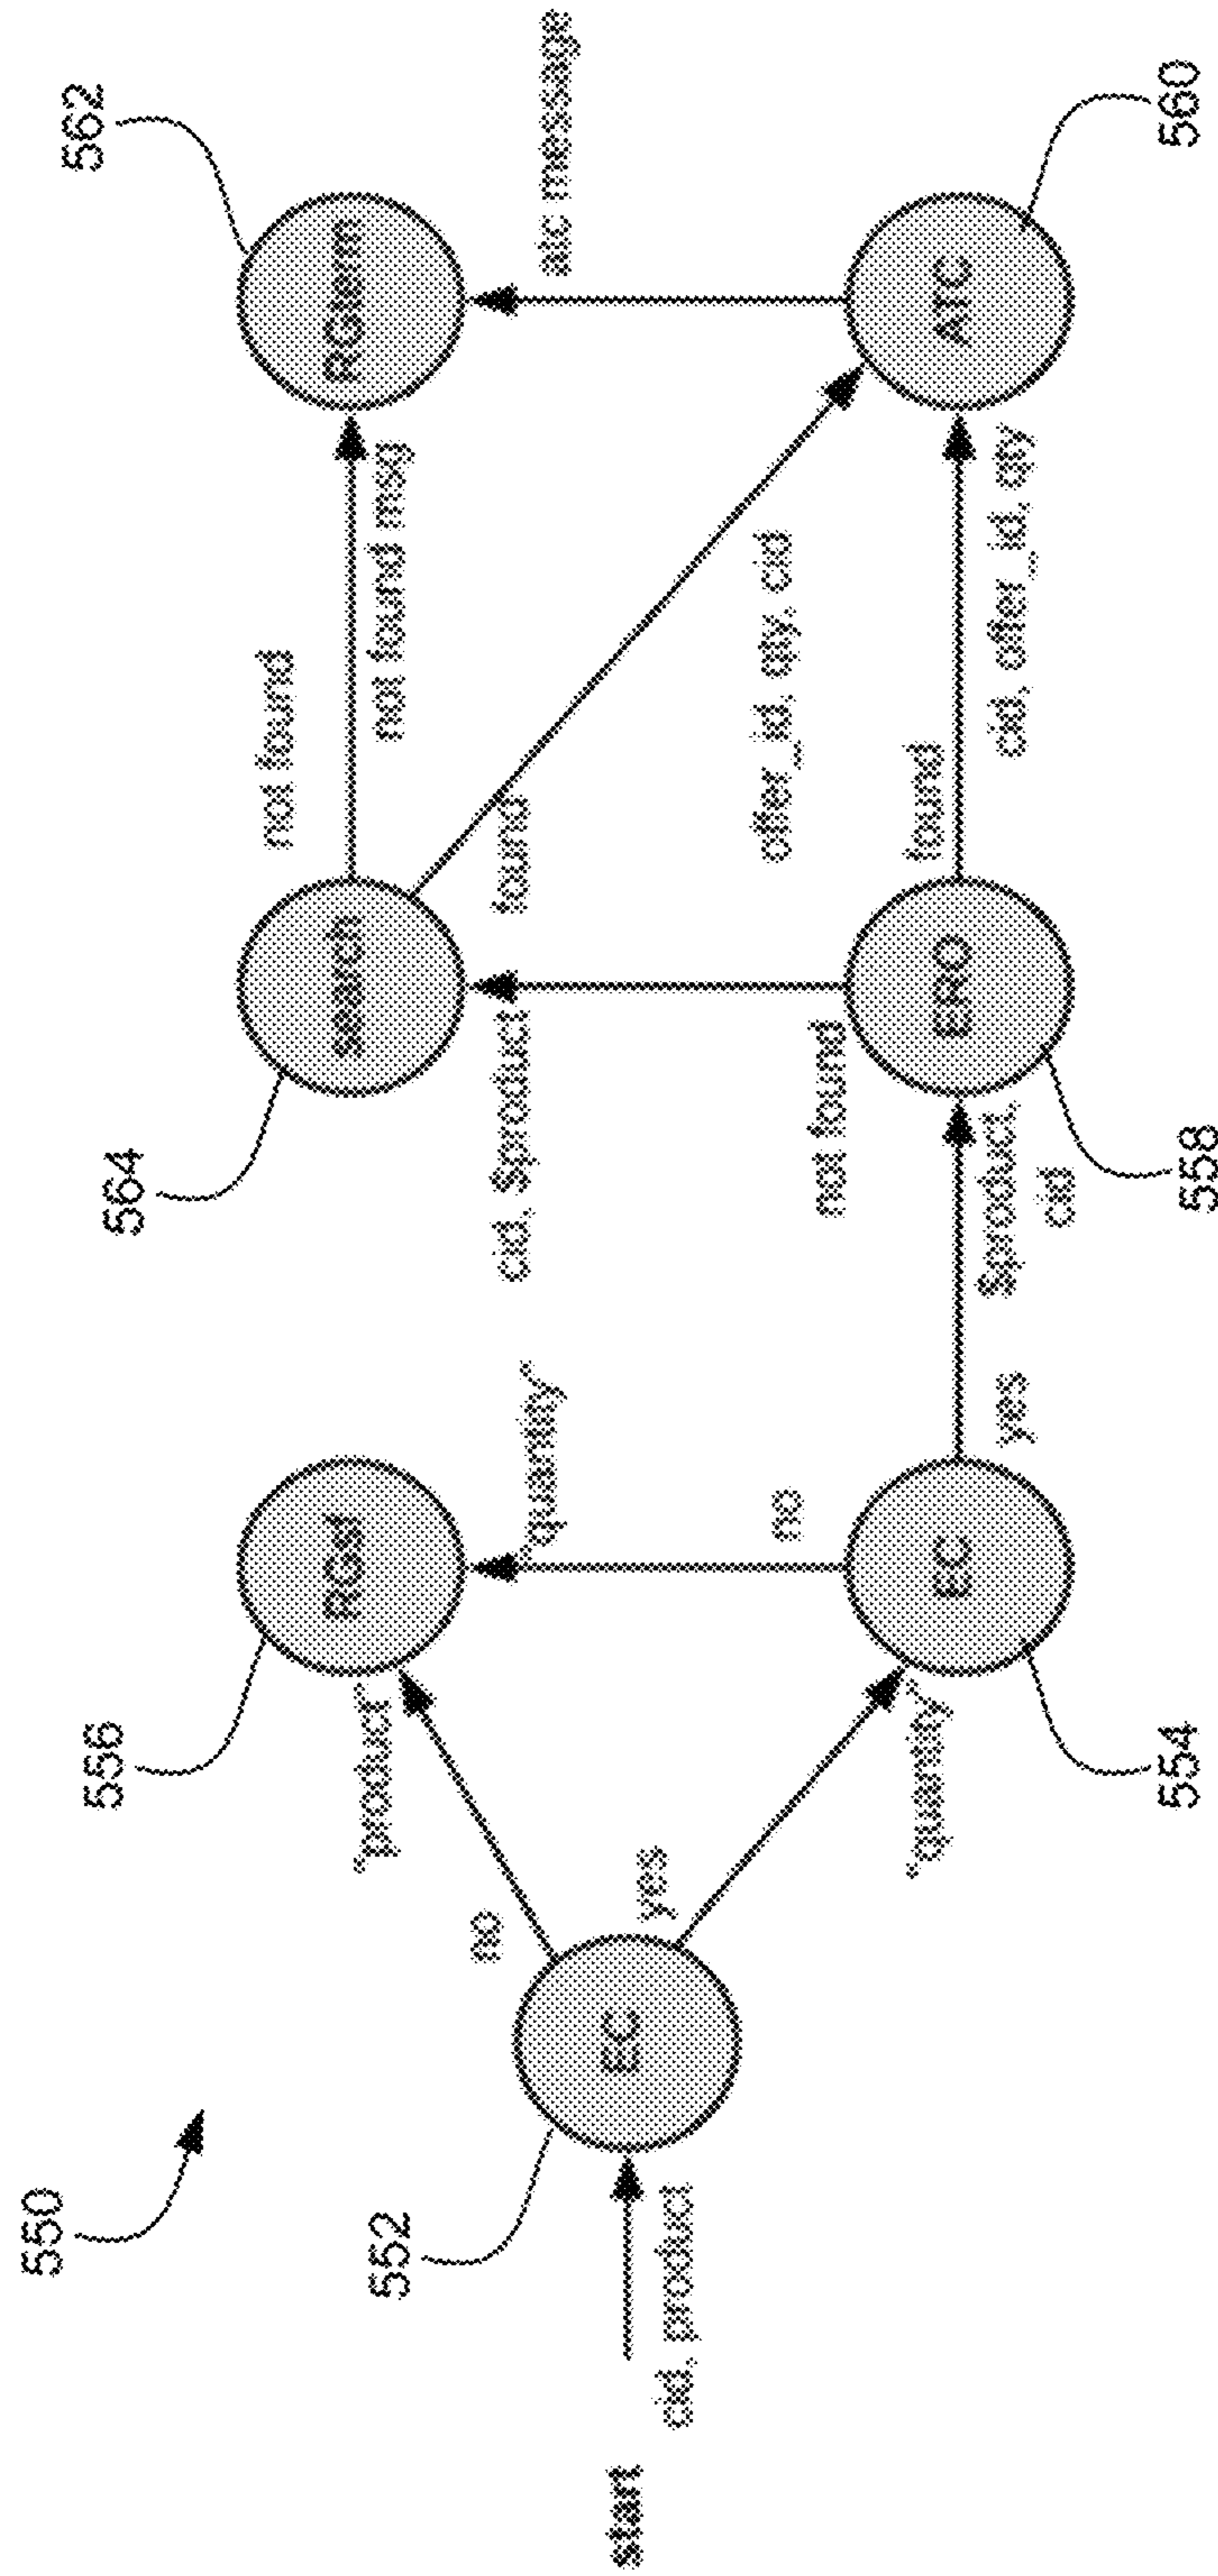 550
start
cid, product
552
EC
no
"product"
yes
"quantity"
556
RGsf
554
EC
no
"quantity"
yes
$product,
cid
558
ERO
not found
cid, $product
564
search
found
offer_id, qty, cid
not found
not found msg
found
cid, offer_id, qty
560
ATC
atc message
562